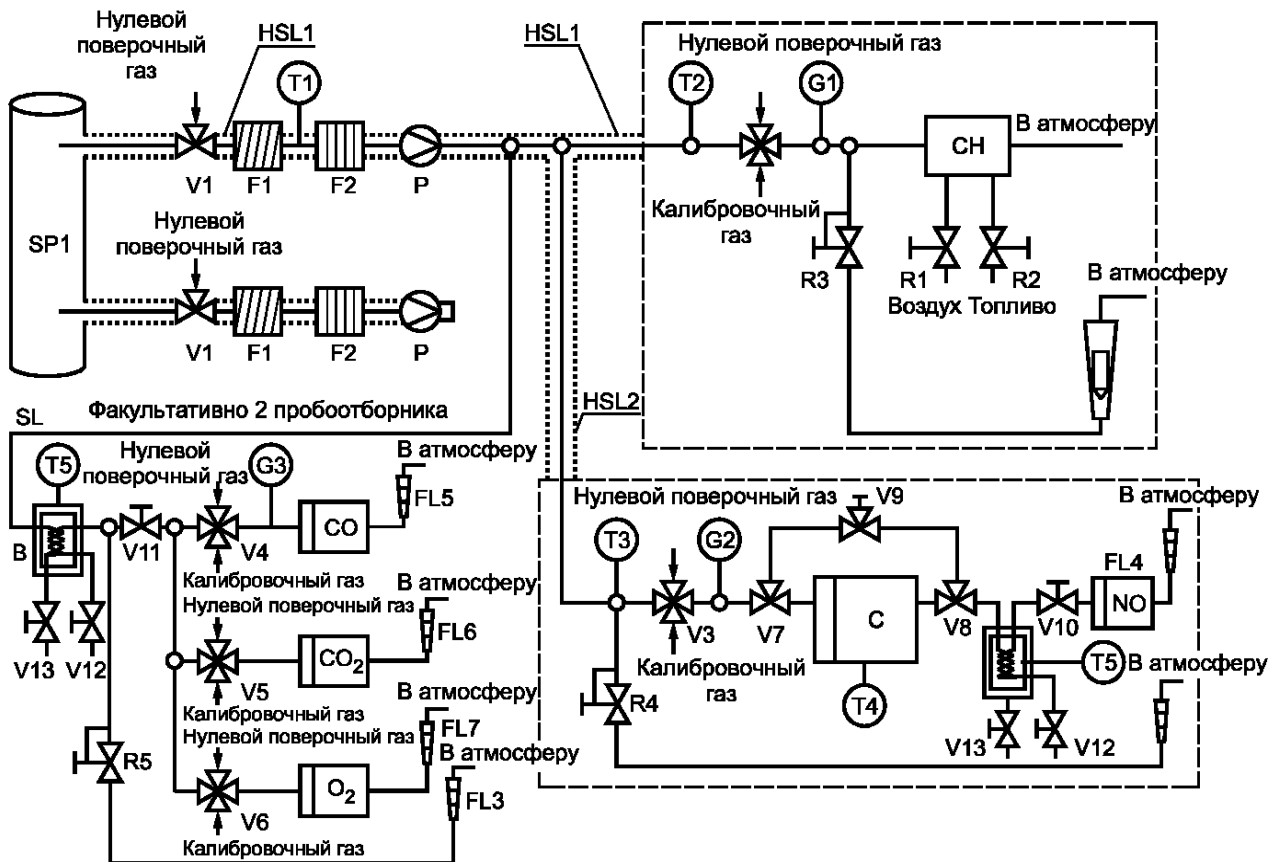 Нулевой
поверочный
газ
HSL1
T1
V1
F1
F2
P
SP1
Нулевой
поверочный газ
V1
F1
F2
P
Факультативно 2 пробоотборника
HSL1
HSL2
Нулевой поверочный газ
T2
G1
CH
В атмосферу
Калибровочный
газ
R3
R1
R2
Воздух Топливо
В атмосферу
SL
T5
B
V13
V12
V11
Нулевой
поверочный газ
G3
V4
CO
В атмосферу
FL5
Калибровочный газ
Нулевой поверочный газ
V5
CO₂
В атмосферу
FL6
Калибровочный газ
Нулевой поверочный газ
V6
O₂
В атмосферу
FL7
Калибровочный газ
R5
В атмосферу
FL3
Нулевой поверочный газ
T3
G2
V9
V3
V7
C
V8
T4
Калибровочный
газ
R4
V10
NO
FL4
В атмосферу
T5
В атмосферу
V13
V12